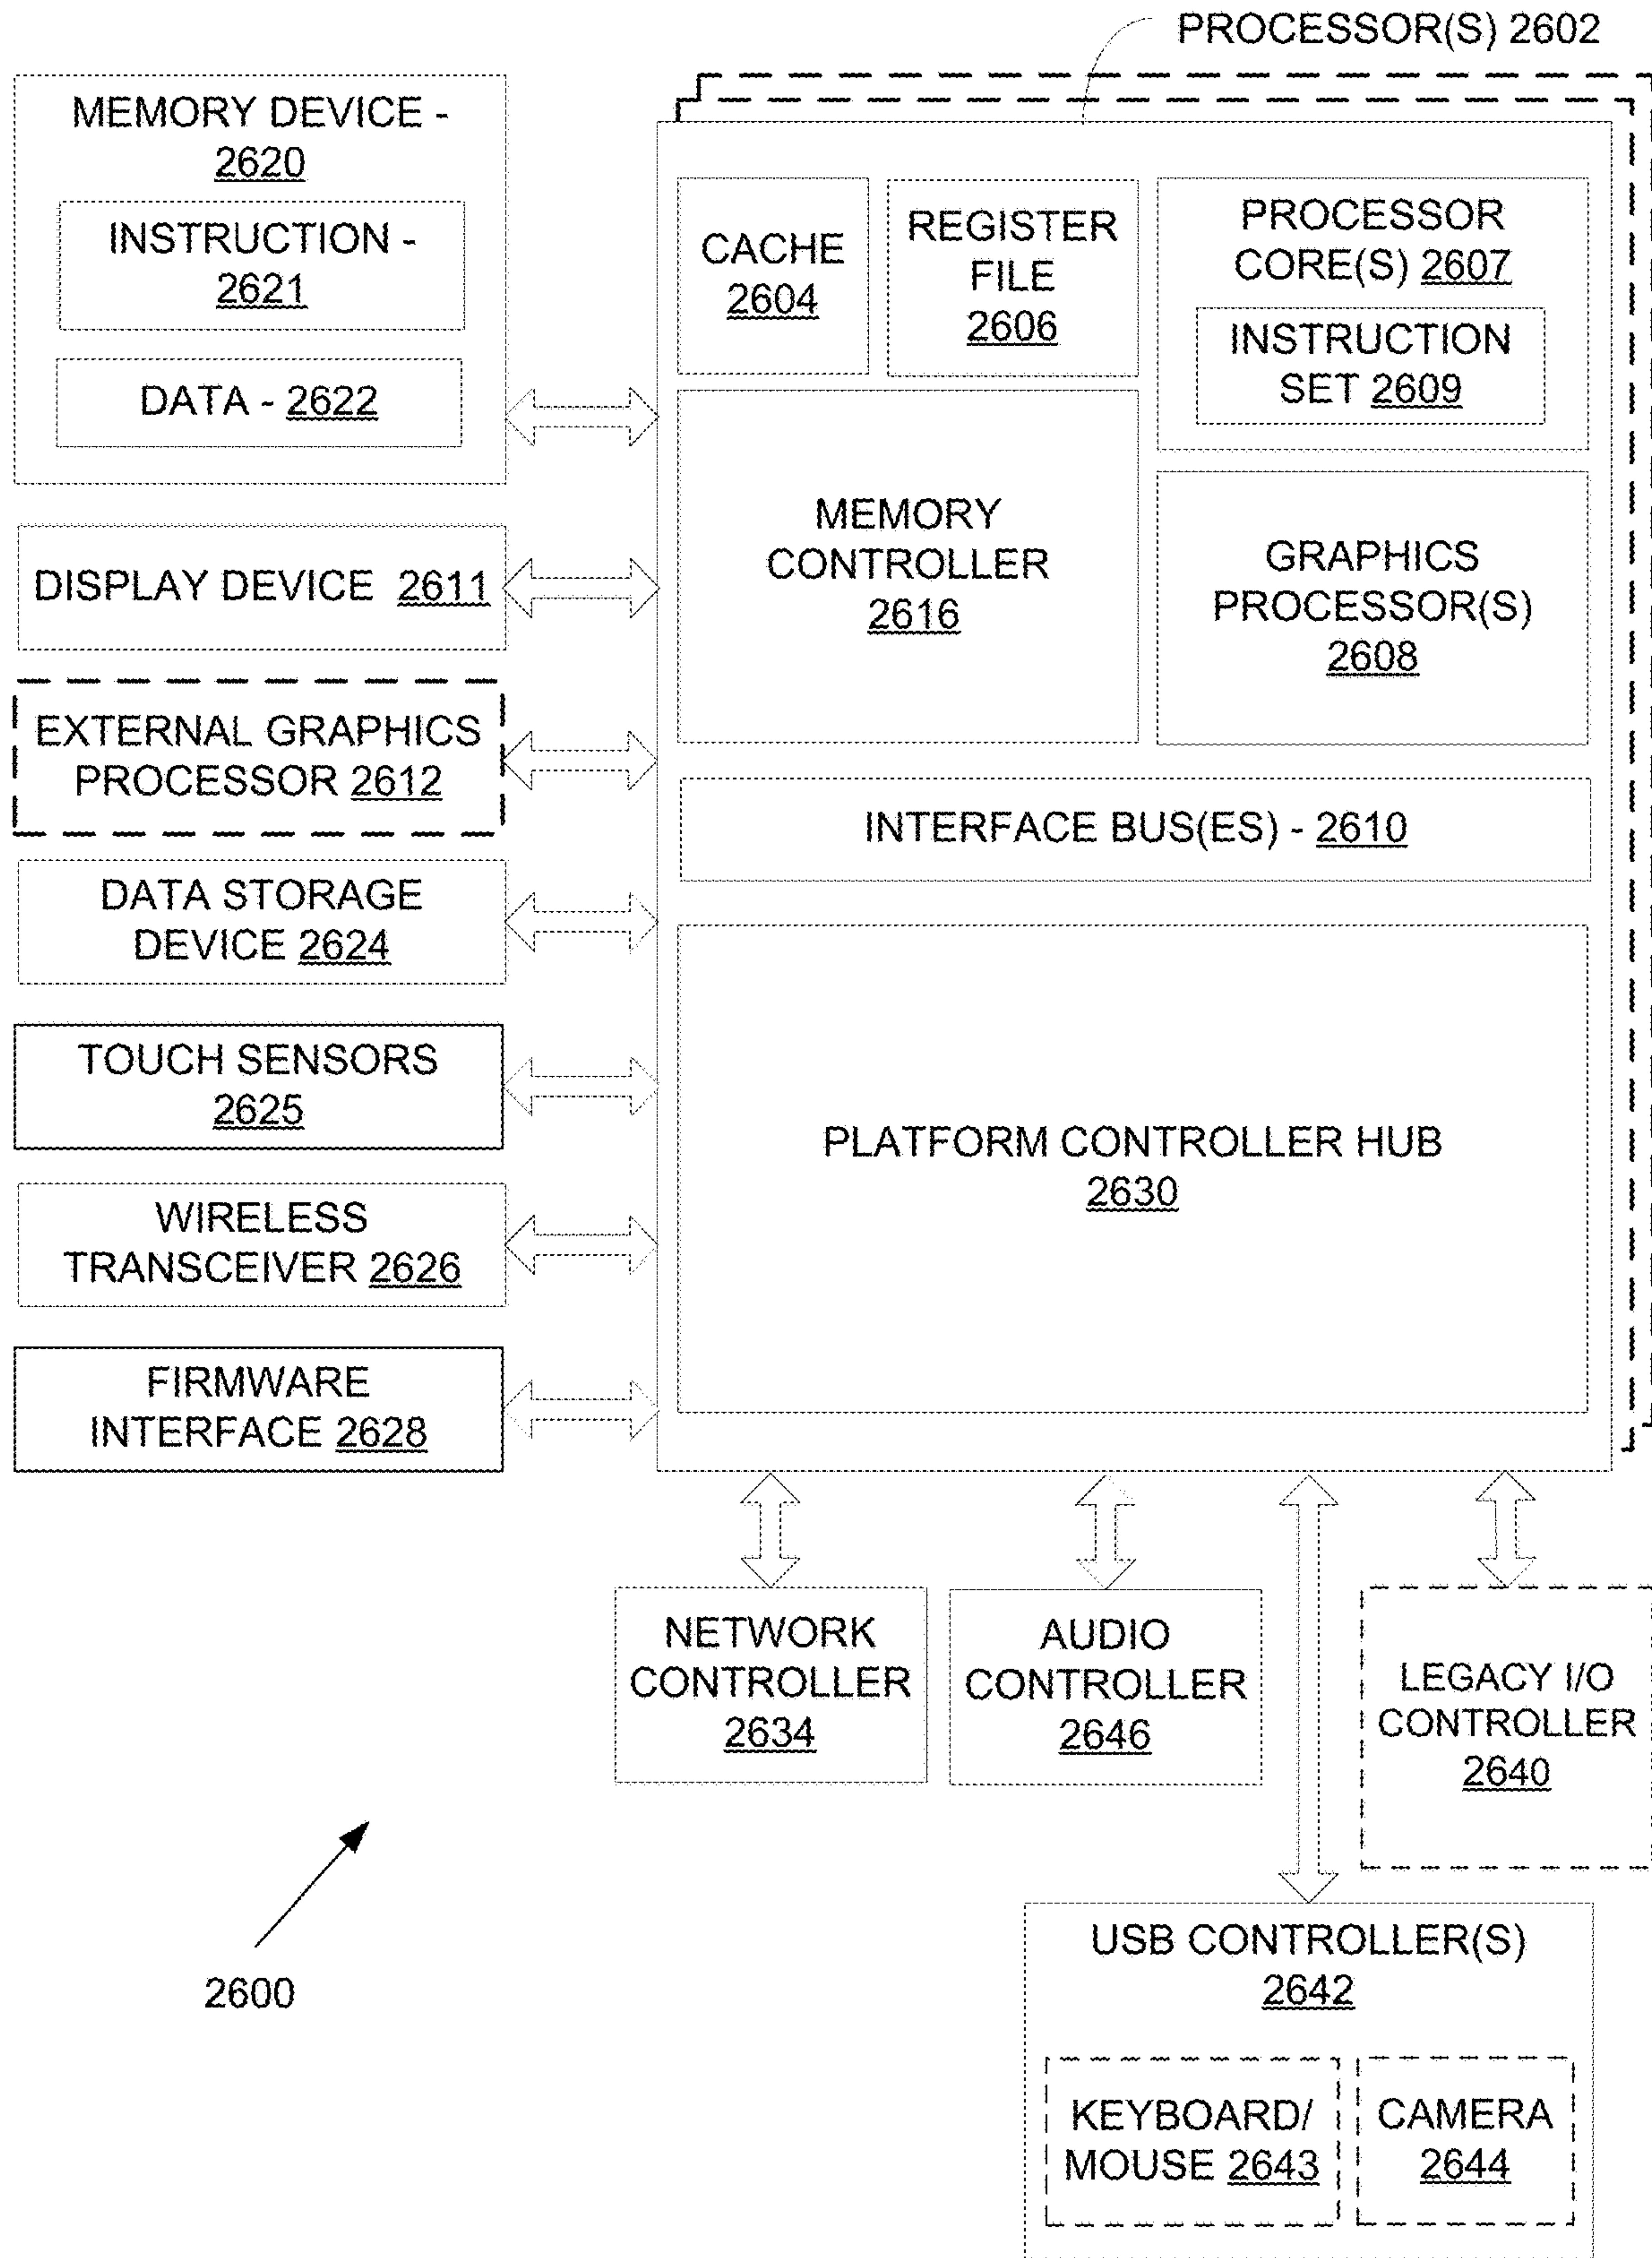 PROCESSOR(S) 2602
MEMORY DEVICE -
2620
INSTRUCTION -
2621
DATA - 2622
DISPLAY DEVICE 2611
EXTERNAL GRAPHICS
PROCESSOR 2612
DATA STORAGE
DEVICE 2624
TOUCH SENSORS
2625
WIRELESS
TRANSCEIVER 2626
FIRMWARE
INTERFACE 2628
CACHE
2604
REGISTER
FILE
2606
PROCESSOR
CORE(S) 2607
INSTRUCTION
SET 2609
MEMORY
CONTROLLER
2616
GRAPHICS
PROCESSOR(S)
2608
INTERFACE BUS(ES) - 2610
PLATFORM CONTROLLER HUB
2630
NETWORK
CONTROLLER
2634
AUDIO
CONTROLLER
2646
LEGACY I/O
CONTROLLER
2640
USB CONTROLLER(S)
2642
KEYBOARD/
MOUSE 2643
CAMERA
2644
2600